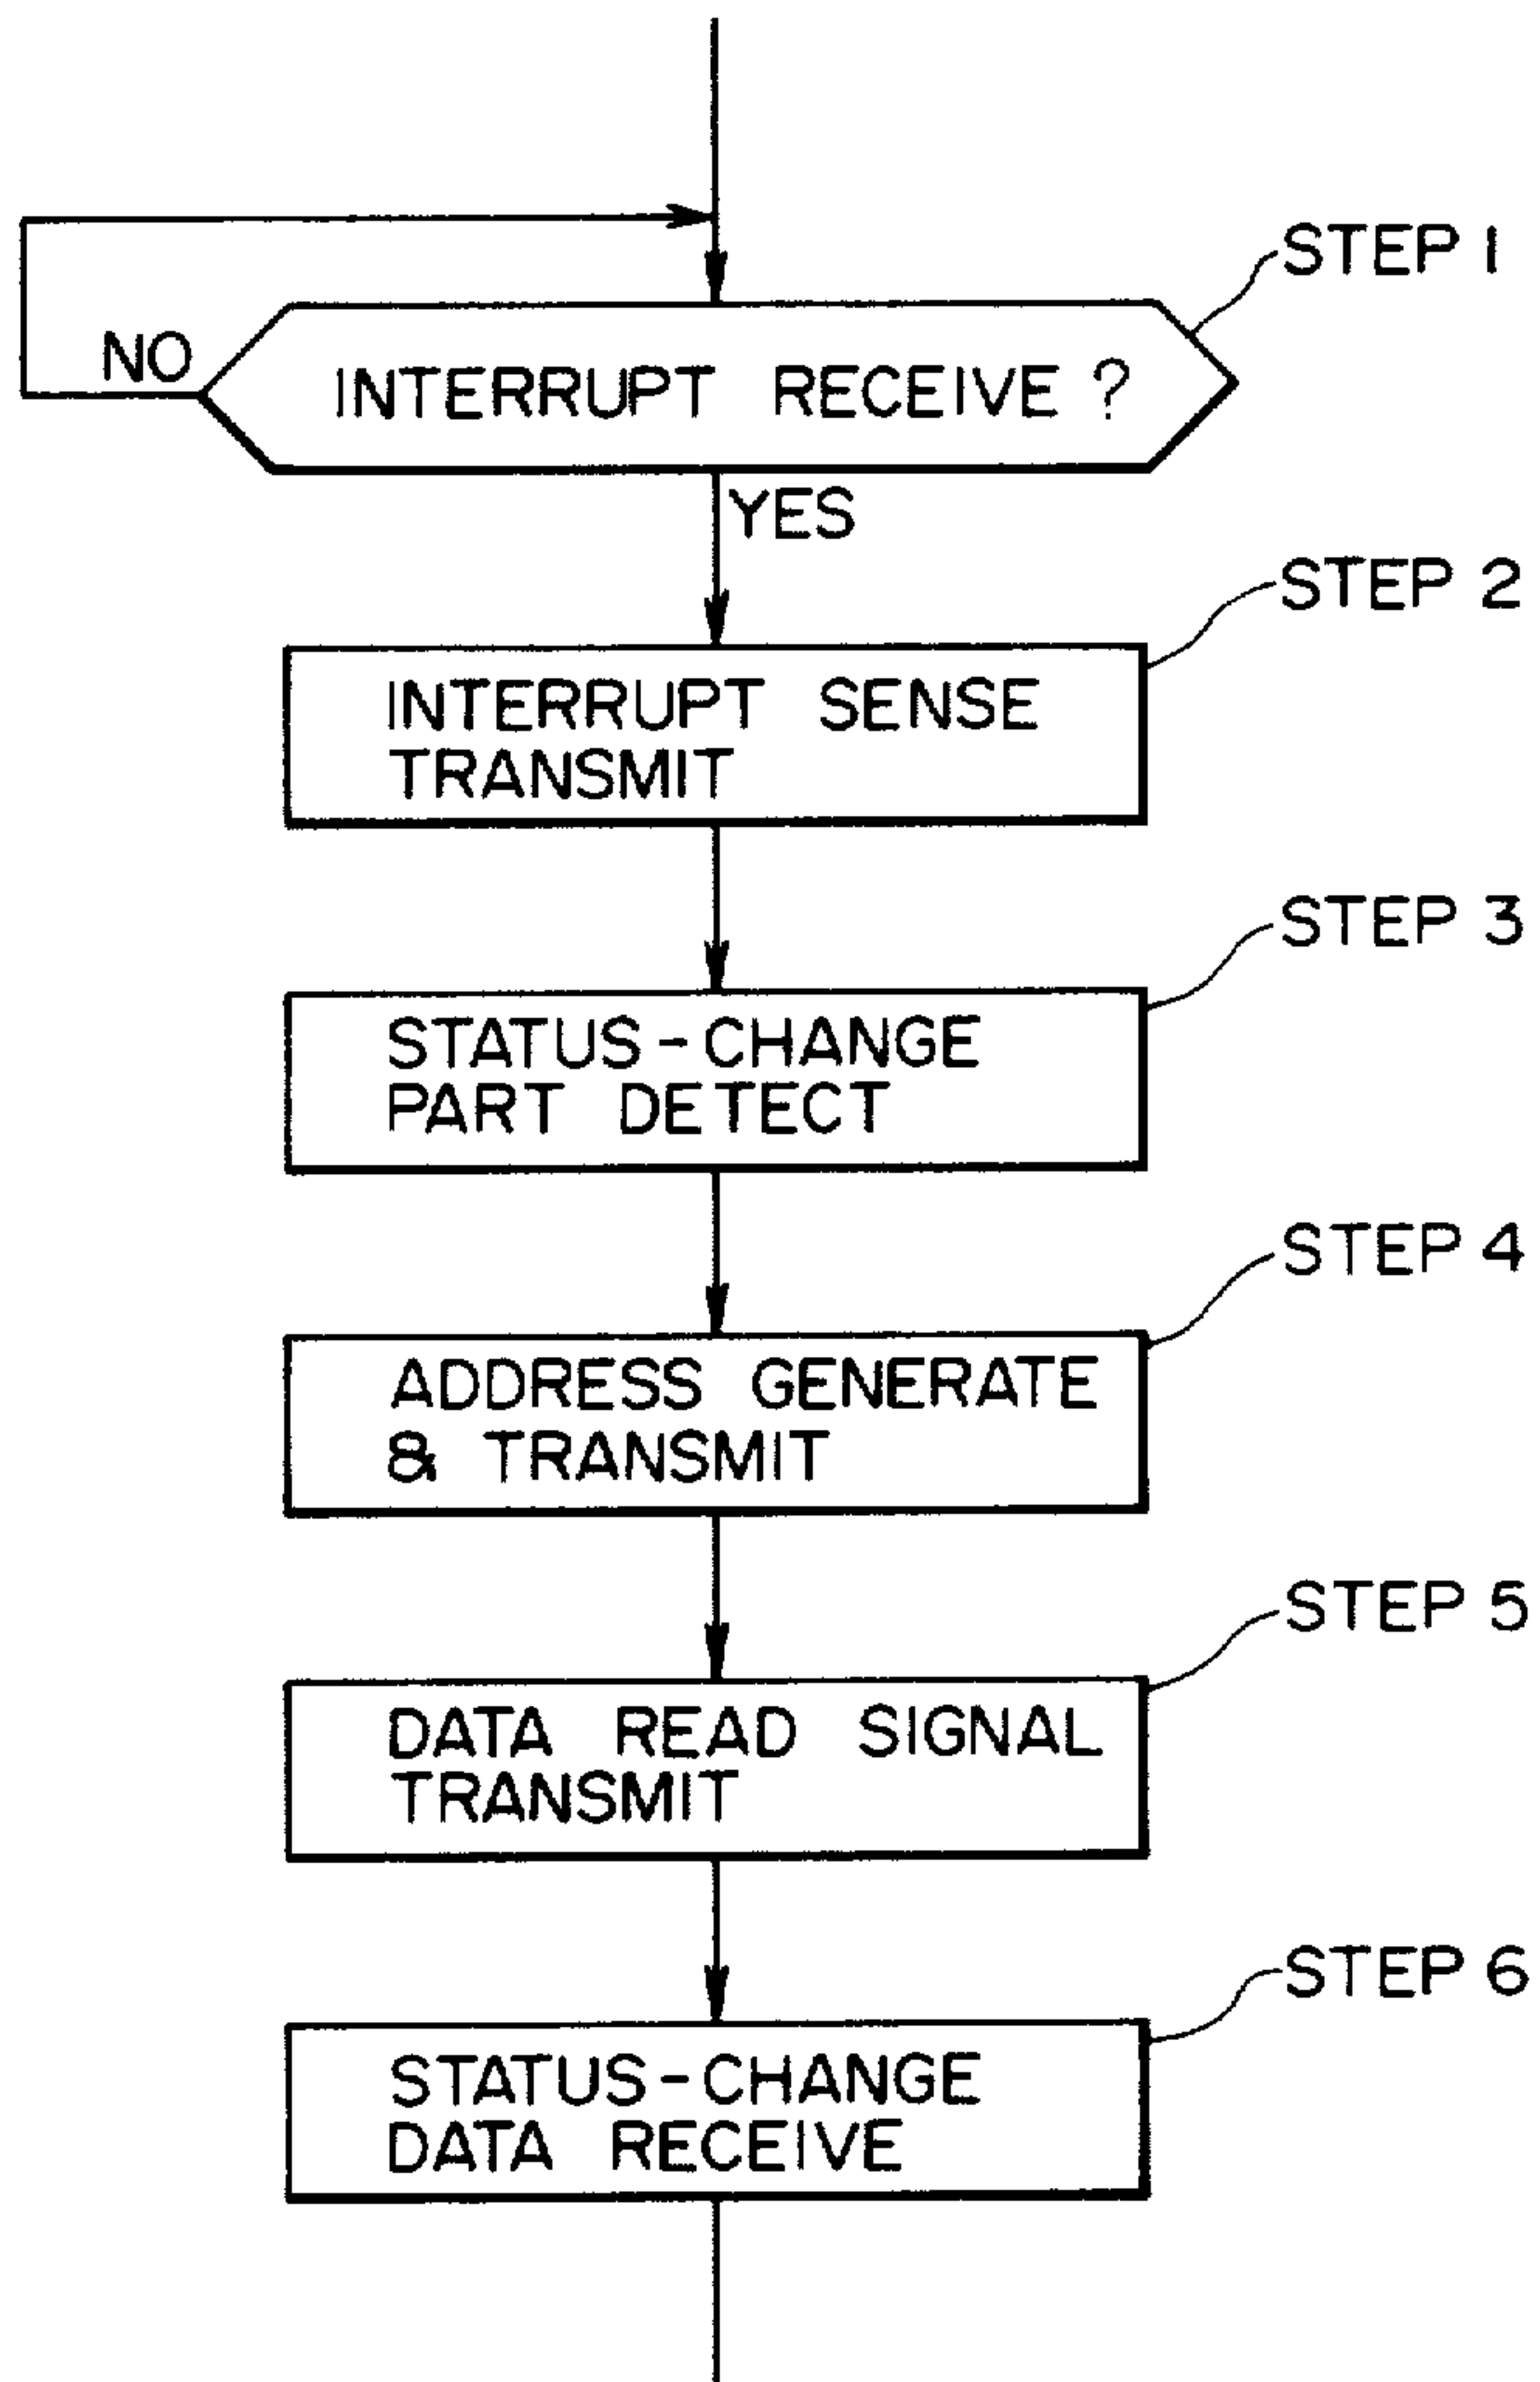 STEP 1
NO
INTERRUPT RECEIVE ?
YES
STEP 2
INTERRUPT SENSE
TRANSMIT
STEP 3
STATUS-CHANGE
PART DETECT
STEP 4
ADDRESS GENERATE
& TRANSMIT
STEP 5
DATA READ SIGNAL
TRANSMIT
STEP 6
STATUS-CHANGE
DATA RECEIVE